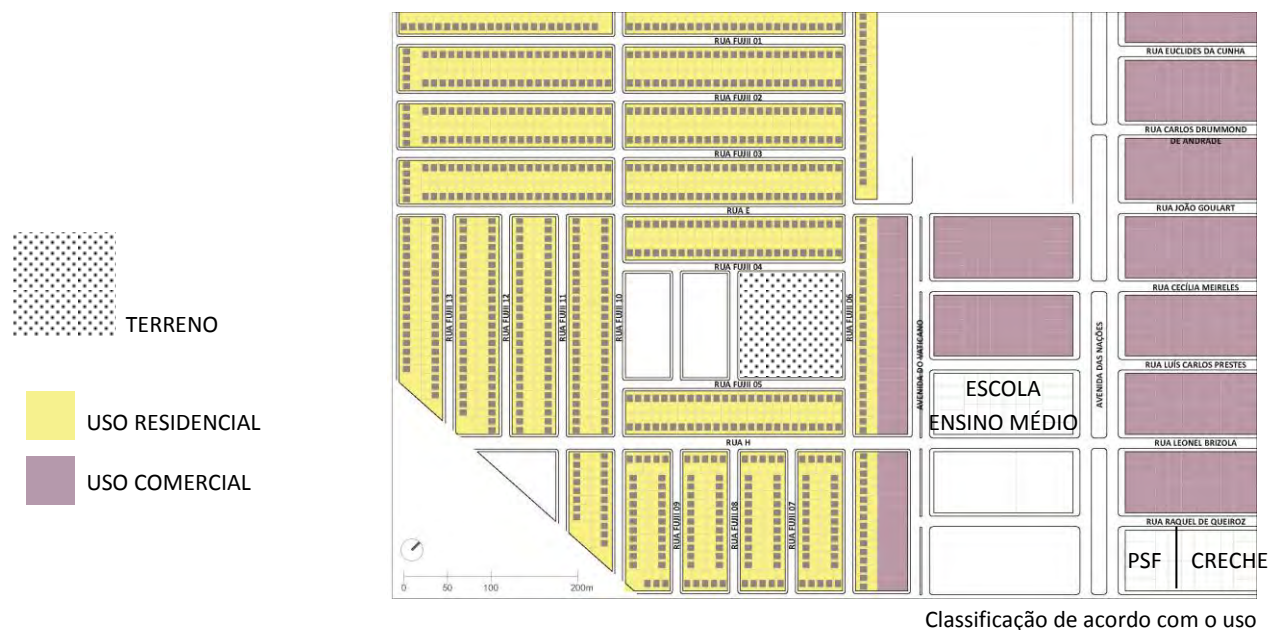 RUA FUJII 01
RUA EUCLIDES DA CUNHA
RUA FUJII 02
RUA CARLOS DRUMMOND
DE ANDRADE
RUA FUJII 03
RUA E
RUA JOÃO GOULART
RUA FUJII 04
TERRENO
RUA FUJII 13
RUA FUJII 12
RUA FUJII 11
RUA FUJII 10
RUA FUJII 06
RUA CECÍLIA MEIRELES
AVENIDA DO VATICANO
AVENIDA DAS NAÇÕES
RUA LUÍS CARLOS PRESTES
RUA FUJII 05
ESCOLA
ENSINO MÉDIO
USO RESIDENCIAL
RUA H
RUA LEONEL BRIZOLA
USO COMERCIAL
RUA FUJII 09
RUA FUJII 08
RUA FUJII 07
RUA RAQUEL DE QUEIROZ
PSF
CRECHE
0 50 100 200m
Classificação de acordo com o uso